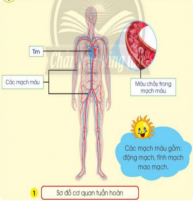 Tim
Các mạch máu
Máu chảy trong
mạch máu
Các mạch máu gồm:
động mạch, tĩnh mạch
mao mạch.
1
Sơ đồ cơ quan tuần hoàn